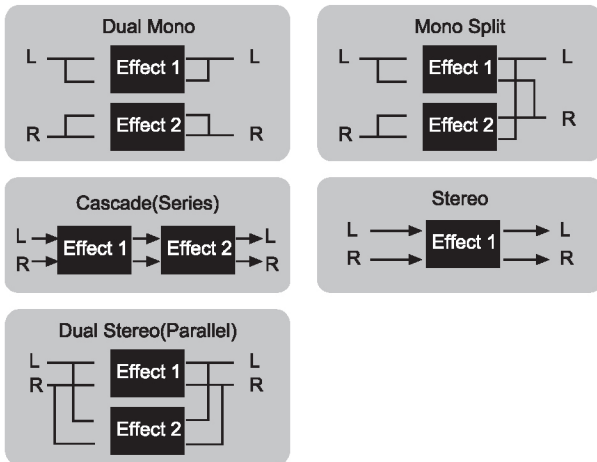 Dual Mono
L Effect 1 L
R Effect 2 R
Mono Split
L Effect 1 L
R Effect 2 R
Cascade(Series)
L Effect 1 Effect 2 L
R R
Stereo
L Effect 1 L
R R
Dual Stereo(Parallel)
L Effect 1 L
R R
Effect 2